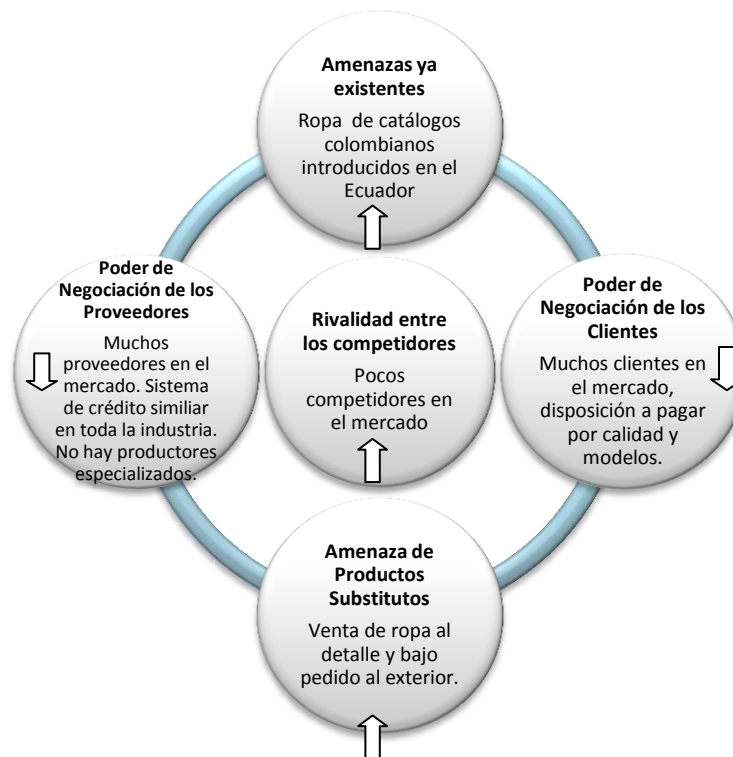 Amenazas ya
existentes
Ropa de catálogos
colombianos
introducidos en el
Ecuador
Poder de
Negociación de los
Proveedores
Muchos
proveedores en el
mercado. Sistema
de crédito similiar
en toda la industria.
No hay productores
especializados.
Rivalidad entre
los competidores
Pocos
competidores en
el mercado
Poder de
Negociación de los
Clientes
Muchos clientes en
el mercado,
disposición a pagar
por calidad y
modelos.
Amenaza de
Productos
Substitutos
Venta de ropa al
detalle y bajo
pedido al exterior.